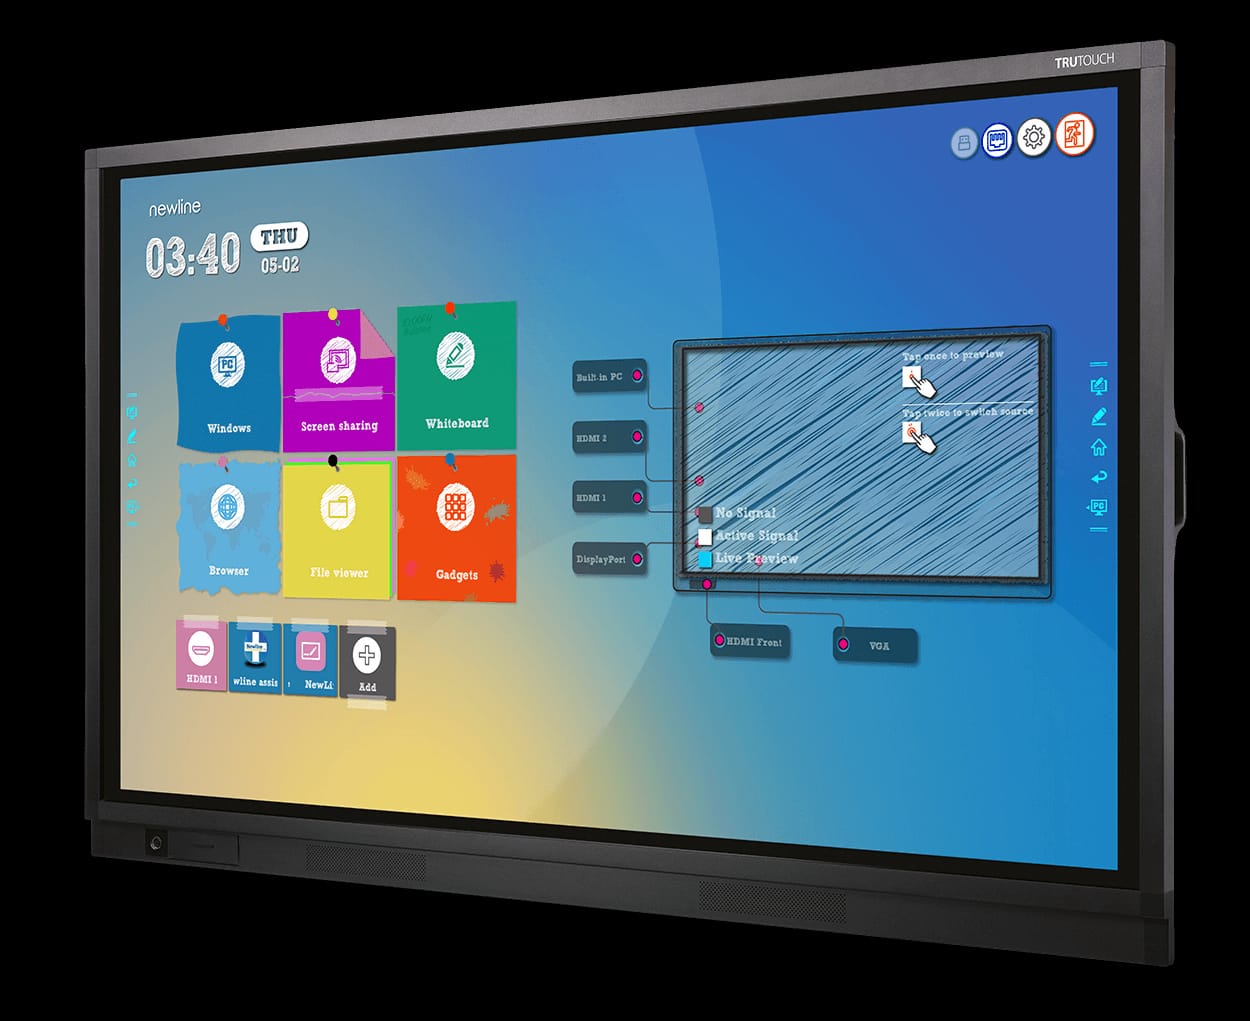 TRUTOUCH
newline
03:40
THU
05-02
PC
Windows
Screen sharing
Whiteboard
Browser
File viewer
Gadgets
HDMI 1
wline assis
NewLi
Add
Built-in PC
HDMI 2
HDMI 1
DisplayPort
Tap once to preview
Tap twice to switch source
No Signal
Active Signal
Live Preview
HDMI Front
VGA
PC